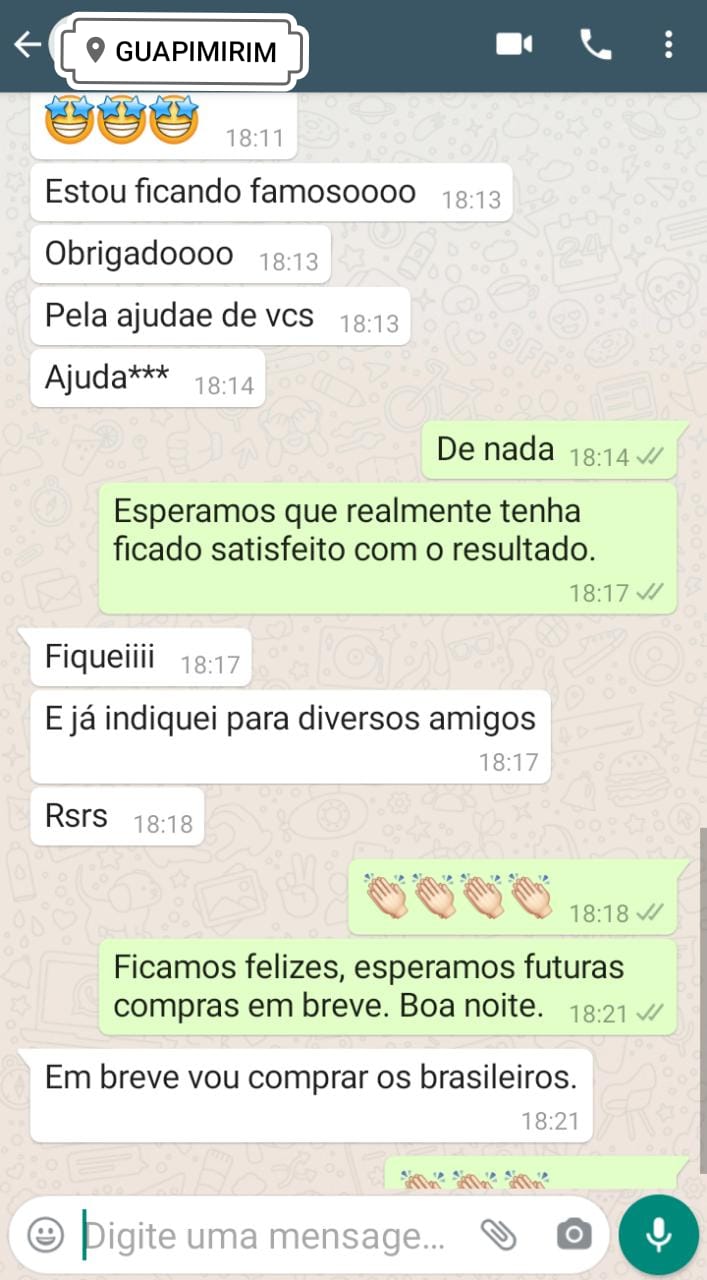 GUAPIMIRIM
🤩🤩🤩 18:11
Estou ficando famosoooo 18:13
Obrigadoooo 18:13
Pela ajudae de vcs 18:13
Ajuda*** 18:14
De nada 18:14
Esperamos que realmente tenha
ficado satisfeito com o resultado.
18:17
Fiqueiiii 18:17
E já indiquei para diversos amigos
18:17
Rsrs 18:18
👏🏻👏🏻👏🏻👏🏻 18:18
Ficamos felizes, esperamos futuras
compras em breve. Boa noite. 18:21
Em breve vou comprar os brasileiros.
18:21
Digite uma mensage...